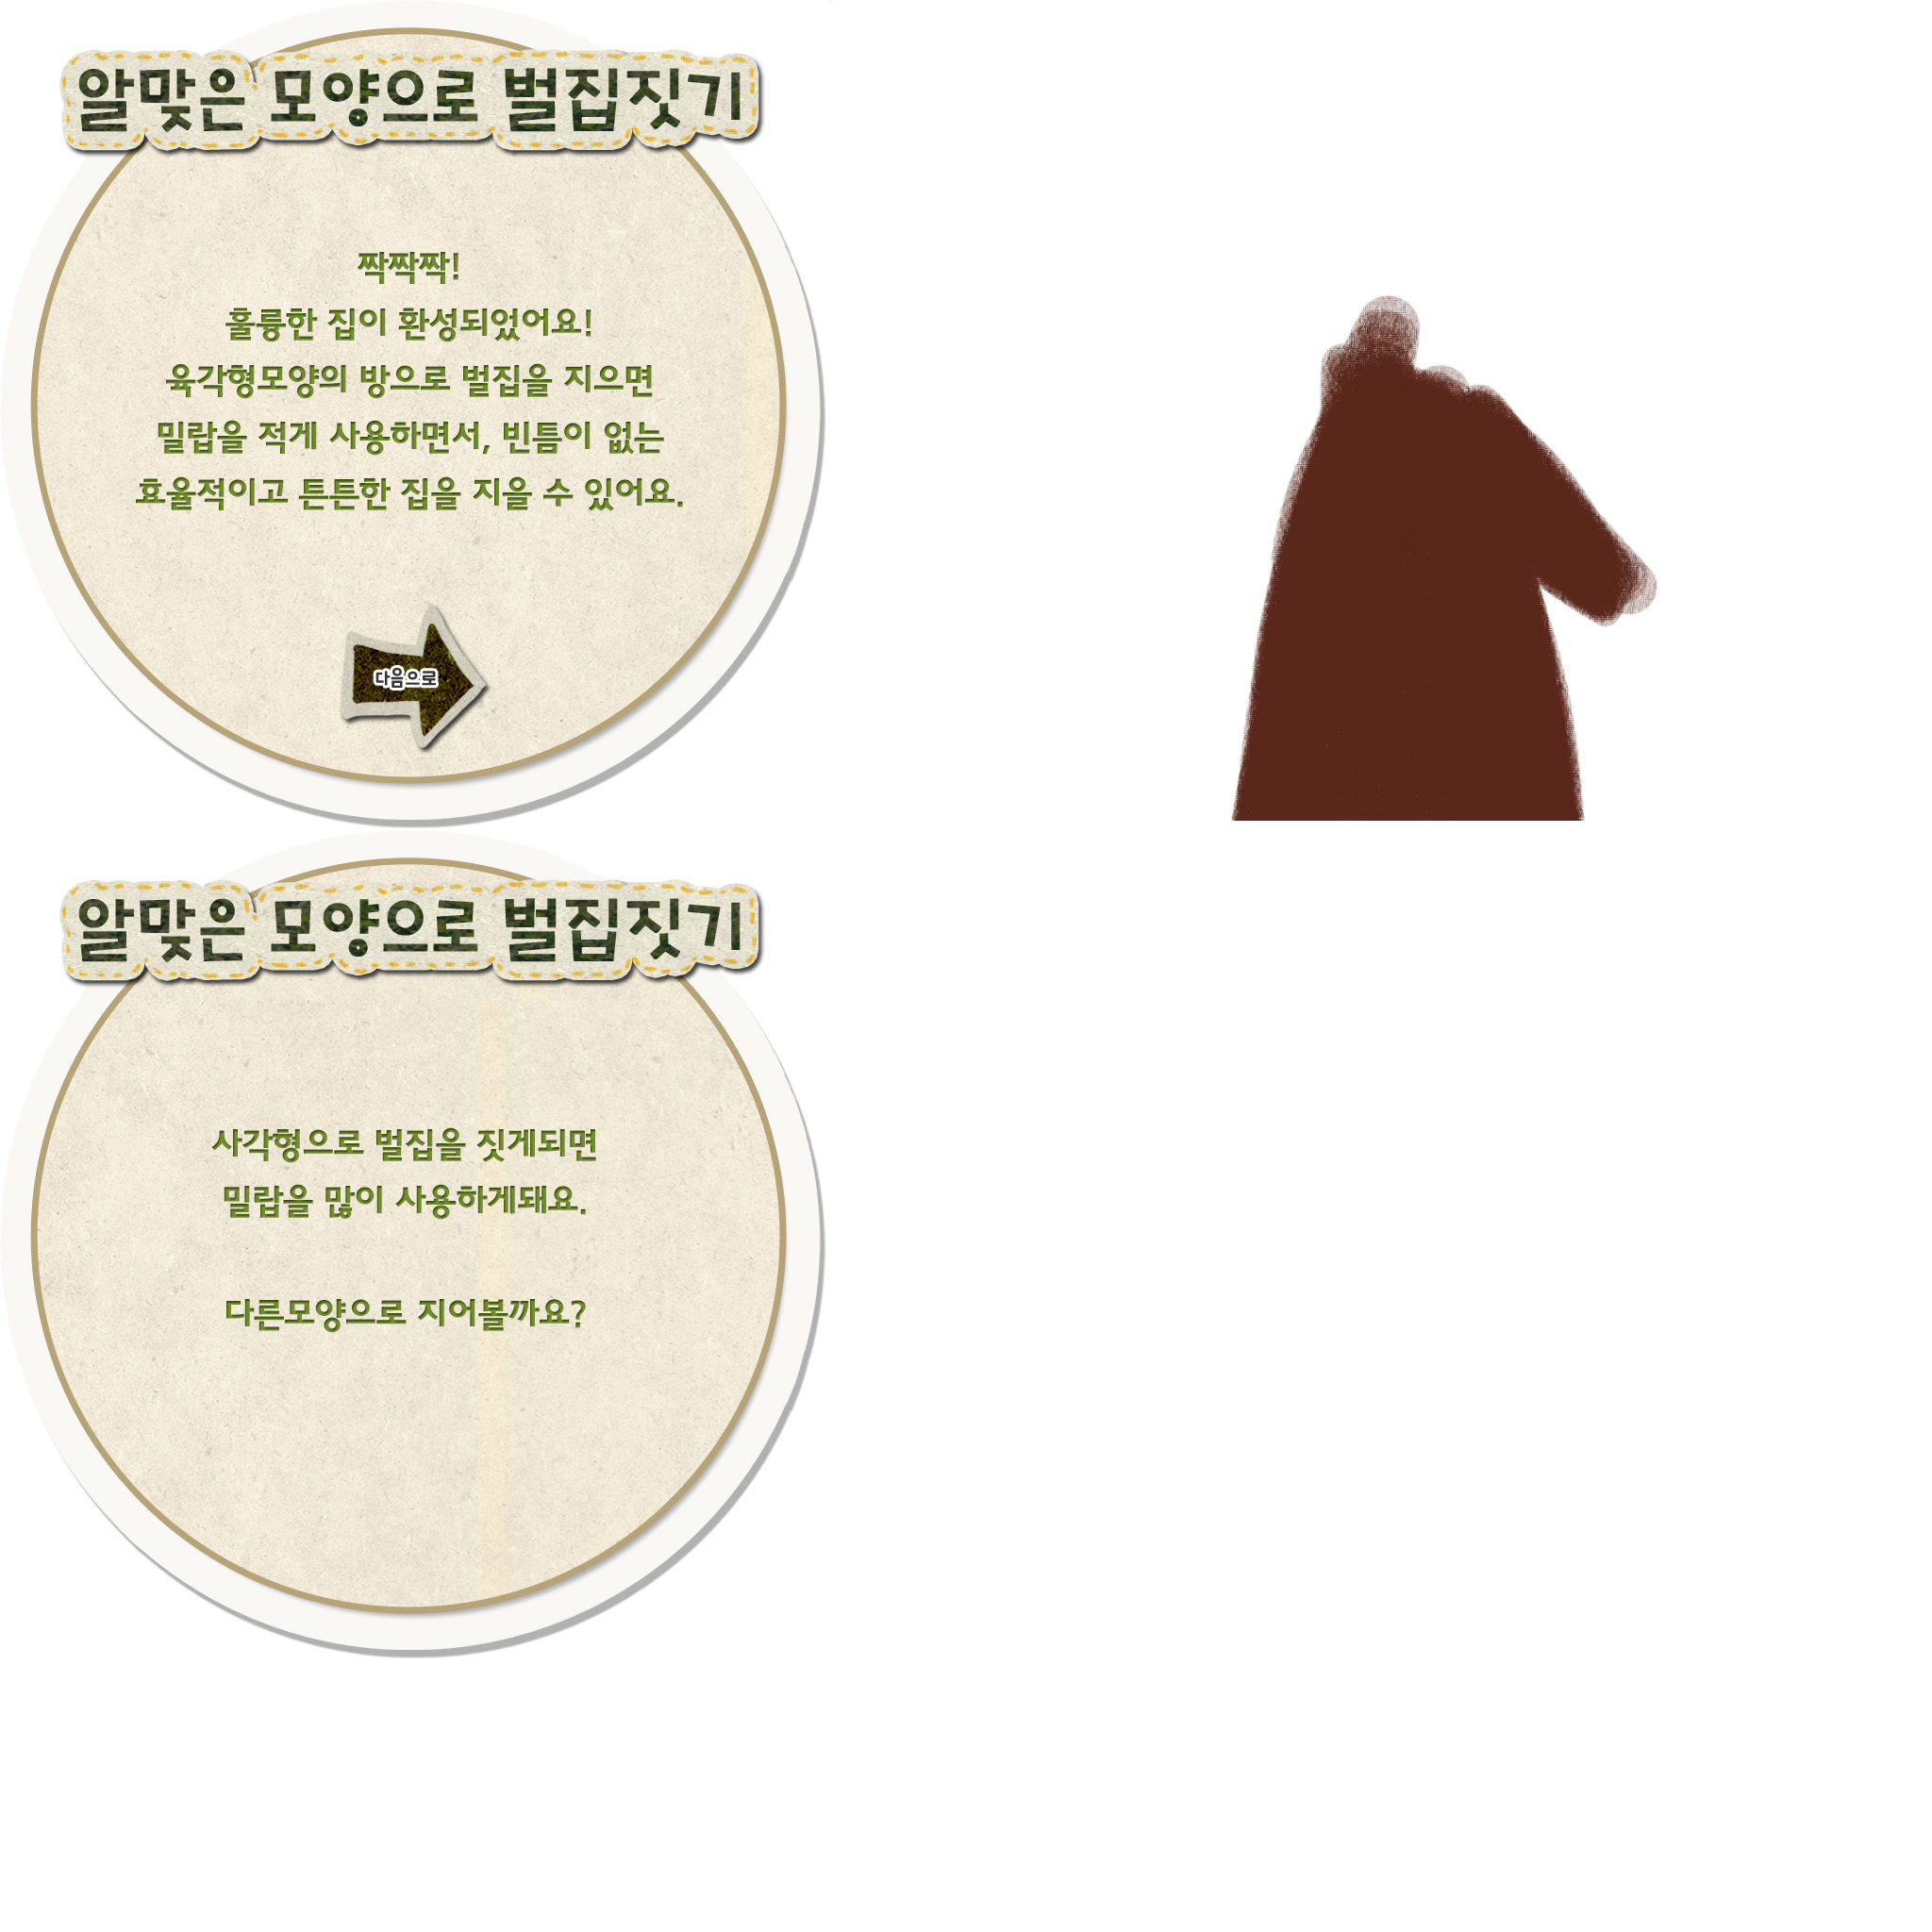 알맞은 모양으로 벌집짓기
짝짝짝!
훌륭한 집이 환성되었어요!
육각형모양의 방으로 벌집을 지으면
밀랍을 적게 사용하면서, 빈틈이 없는
효율적이고 튼튼한 집을 지을 수 있어요.
다음으로
알맞은 모양으로 벌집짓기
사각형으로 벌집을 짓게되면
밀랍을 많이 사용하게돼요.
다른모양으로 지어볼까요?